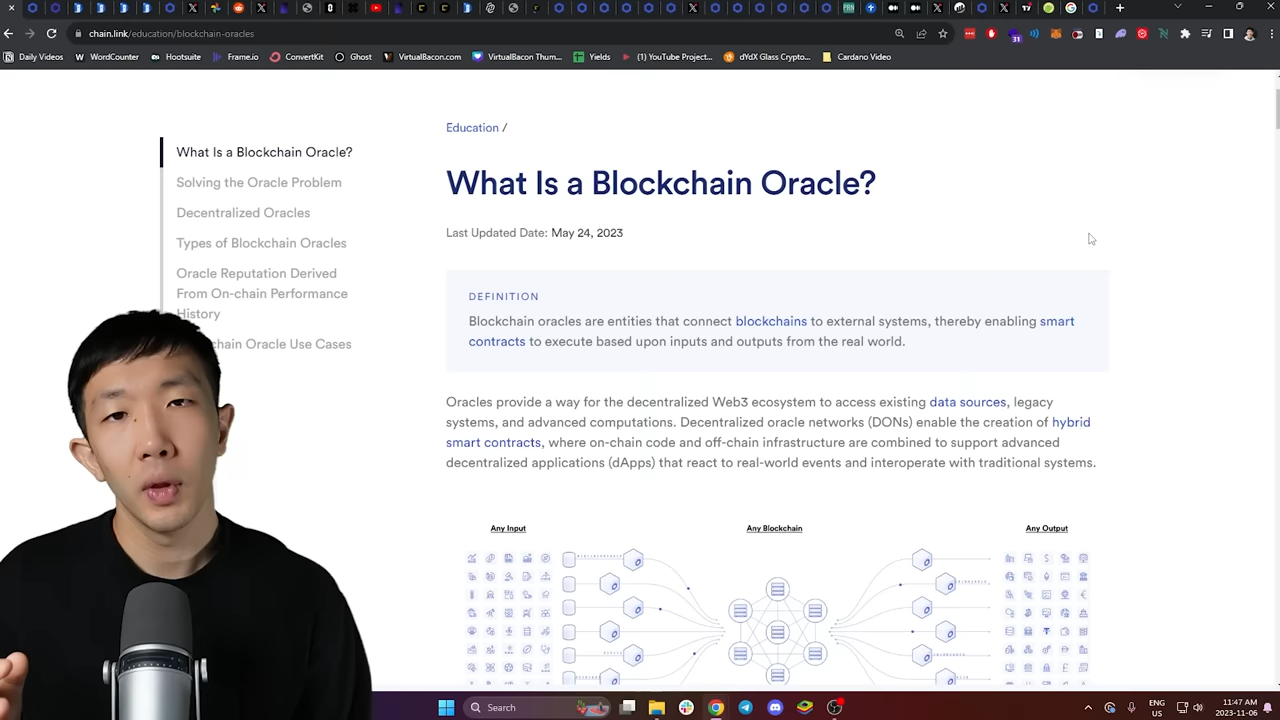 chain.link/education/blockchain-oracles
31
Daily Videos
WordCounter
Hootsuite
Frame.io
ConvertKit
Ghost
VirtualBacon.com
VirtualBacon Thum...
Yields
(1) YouTube Project...
dYdX Glass Crypto...
Cardano Video
Education /
What Is a Blockchain Oracle?
Solving the Oracle Problem
Decentralized Oracles
Types of Blockchain Oracles
Oracle Reputation Derived
From On-chain Performance
History
chain Oracle Use Cases
What Is a Blockchain Oracle?
Last Updated Date: May 24, 2023
DEFINITION
Blockchain oracles are entities that connect blockchains to external systems, thereby enabling smart
contracts to execute based upon inputs and outputs from the real world.
Oracles provide a way for the decentralized Web3 ecosystem to access existing data sources, legacy
systems, and advanced computations. Decentralized oracle networks (DONs) enable the creation of hybrid
smart contracts, where on-chain code and off-chain infrastructure are combined to support advanced
decentralized applications (dApps) that react to real-world events and interoperate with traditional systems.
Any Input
Any Blockchain
Any Output
Search
ENG
US
11:47 AM
2023-11-06